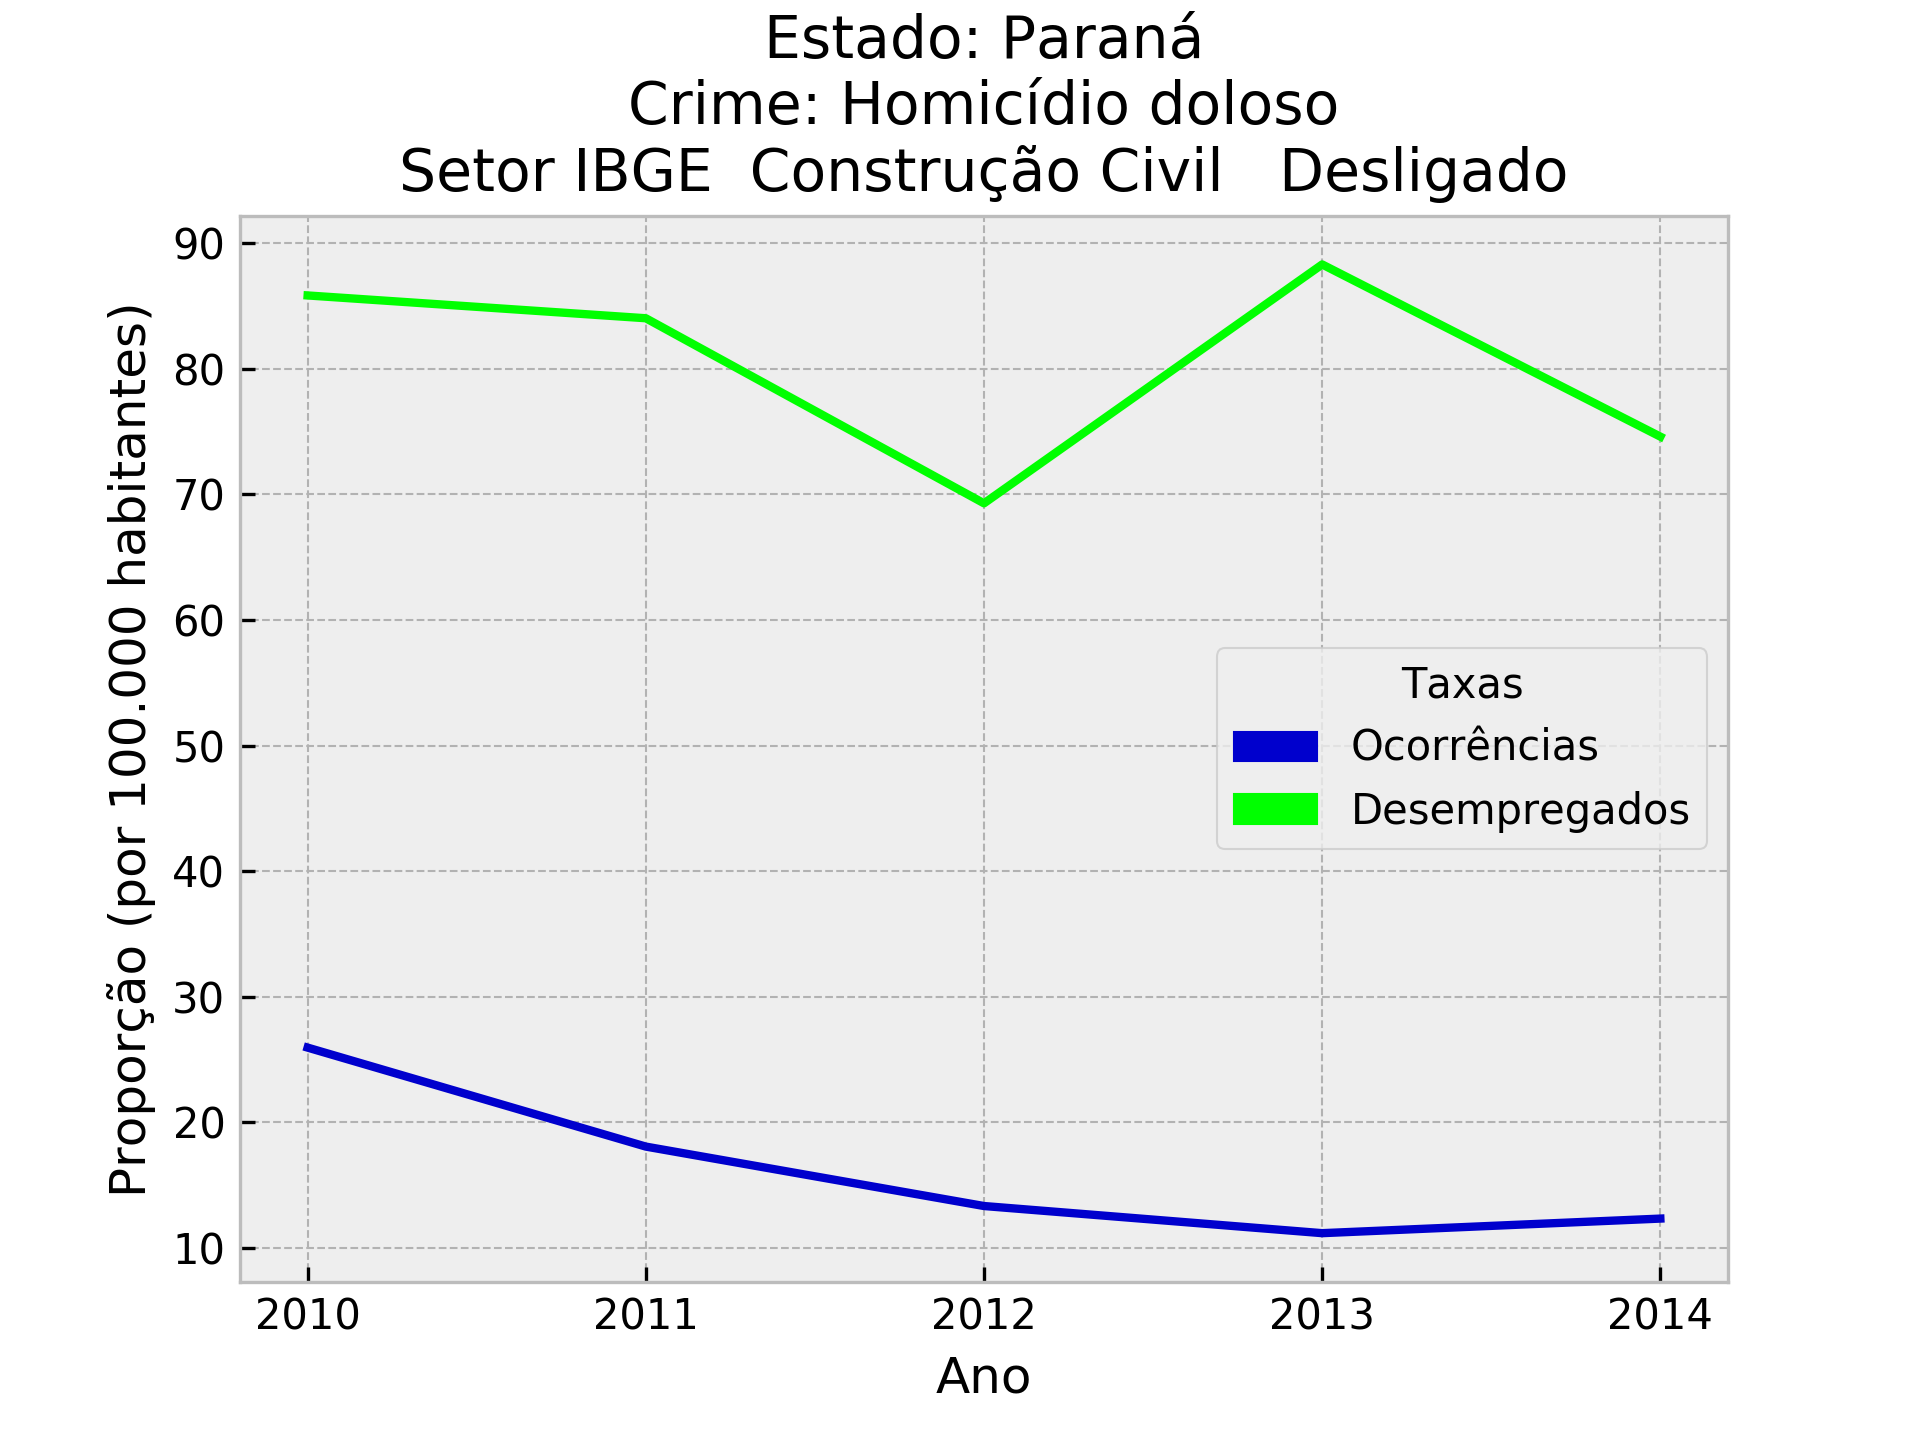 Estado: Paraná
Crime: Homicídio doloso
Setor IBGE  Construção Civil   Desligado
Proporção (por 100.000 habitantes)
90
80
70
60
50
40
30
20
10
Taxas
Ocorrências
Desempregados
2010 2011 2012 2013 2014
Ano